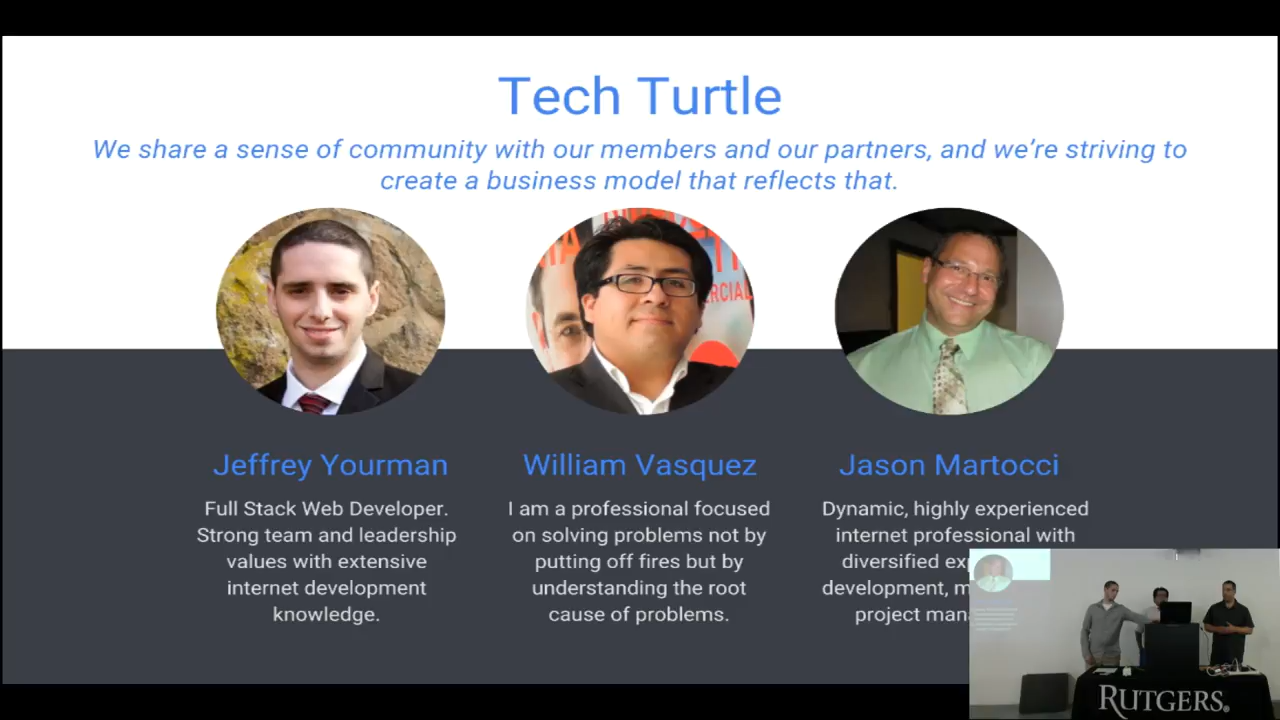 Tech Turtle
We share a sense of community with our members and our partners, and we're striving to
create a business model that reflects that.
Jeffrey Yourman
Full Stack Web Developer.
Strong team and leadership
values with extensive
internet development
knowledge.
William Vasquez
I am a professional focused
on solving problems not by
putting off fires but by
understanding the root
cause of problems.
Jason Martocci
Dynamic, highly experienced
internet professional with
diversified
development,
project
RUTGERS®